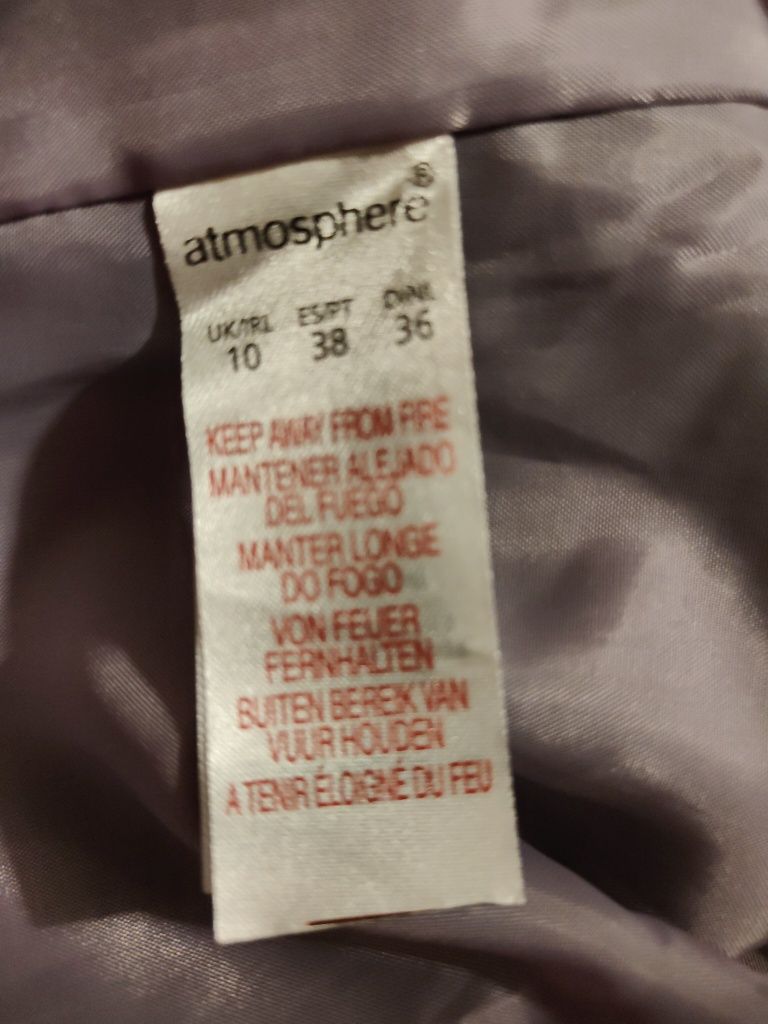 atmosphere®
UK/IRL ES/PT D/NL
10 38 36
KEEP AWAY FROM FIRE
MANTENER ALEJADO
DEL FUEGO
MANTER LONGE
DO FOGO
VON FEUER
FERNHALTEN
BUITEN BEREIK VAN
VUUR HOUDEN
A TENIR ÉLOIGNÉ DU FEU